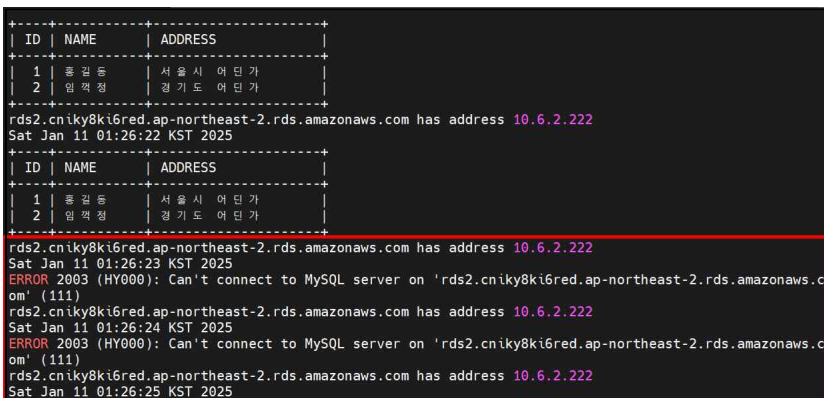 +----+-----------+---------------------+
| ID | NAME      | ADDRESS             |
+----+-----------+---------------------+
|  1 | 홍길동    | 서울시 어딘가       |
|  2 | 임꺽정    | 경기도 어딘가       |
+----+-----------+---------------------+
rds2.cniky8ki6red.ap-northeast-2.rds.amazonaws.com has address 10.6.2.222
Sat Jan 11 01:26:22 KST 2025
+----+-----------+---------------------+
| ID | NAME      | ADDRESS             |
+----+-----------+---------------------+
|  1 | 홍길동    | 서울시 어딘가       |
|  2 | 임꺽정    | 경기도 어딘가       |
+----+-----------+---------------------+
rds2.cniky8ki6red.ap-northeast-2.rds.amazonaws.com has address 10.6.2.222
Sat Jan 11 01:26:23 KST 2025
ERROR 2003 (HY000): Can't connect to MySQL server on 'rds2.cniky8ki6red.ap-northeast-2.rds.amazonaws.c
om' (111)
rds2.cniky8ki6red.ap-northeast-2.rds.amazonaws.com has address 10.6.2.222
Sat Jan 11 01:26:24 KST 2025
ERROR 2003 (HY000): Can't connect to MySQL server on 'rds2.cniky8ki6red.ap-northeast-2.rds.amazonaws.c
om' (111)
rds2.cniky8ki6red.ap-northeast-2.rds.amazonaws.com has address 10.6.2.222
Sat Jan 11 01:26:25 KST 2025